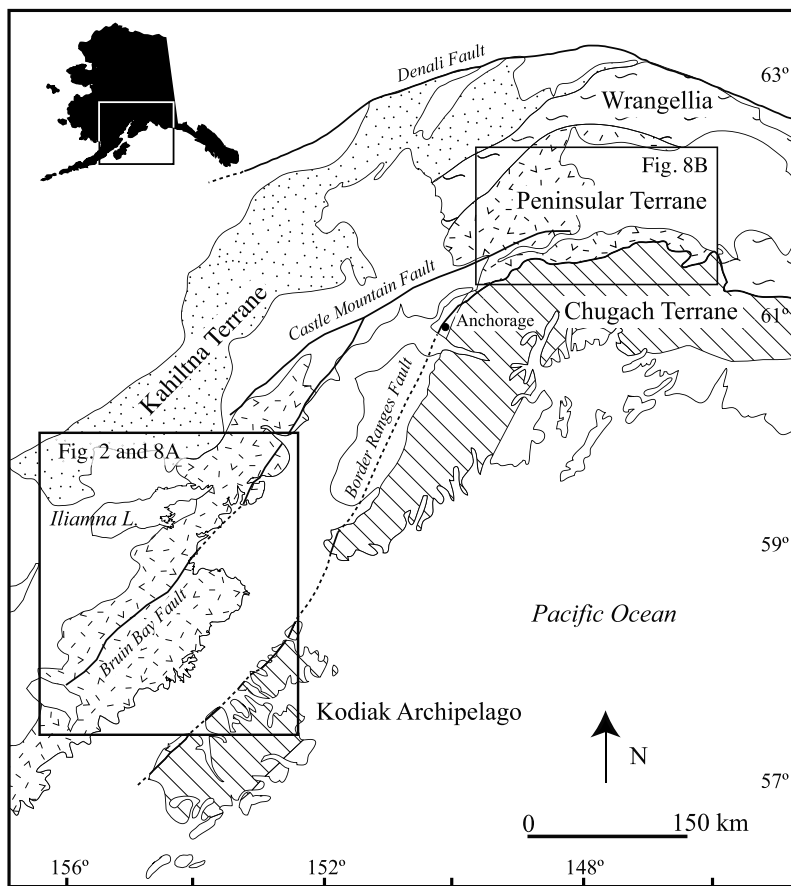 Denali Fault
63º
Wrangellia
Fig. 8B
Peninsular Terrane
Castle Mountain Fault
Kahiltna Terrane
Anchorage
Chugach Terrane
61º
Border Ranges Fault
Fig. 2 and 8A
Iliamna L.
59º
Bruin Bay Fault
Pacific Ocean
Kodiak Archipelago
N
57º
0 150 km
156º 152º 148º